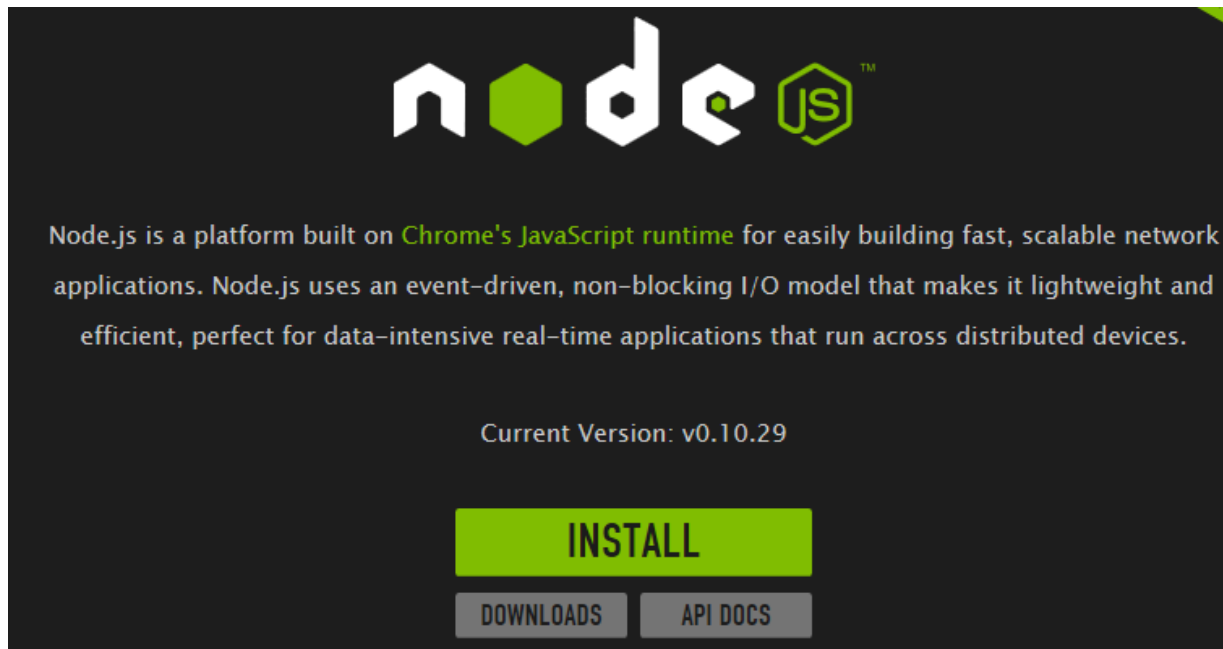 node JS ™
Node.js is a platform built on Chrome's JavaScript runtime for easily building fast, scalable network
applications. Node.js uses an event-driven, non-blocking I/O model that makes it lightweight and
efficient, perfect for data-intensive real-time applications that run across distributed devices.
Current Version: v0.10.29
INSTALL
DOWNLOADS API DOCS